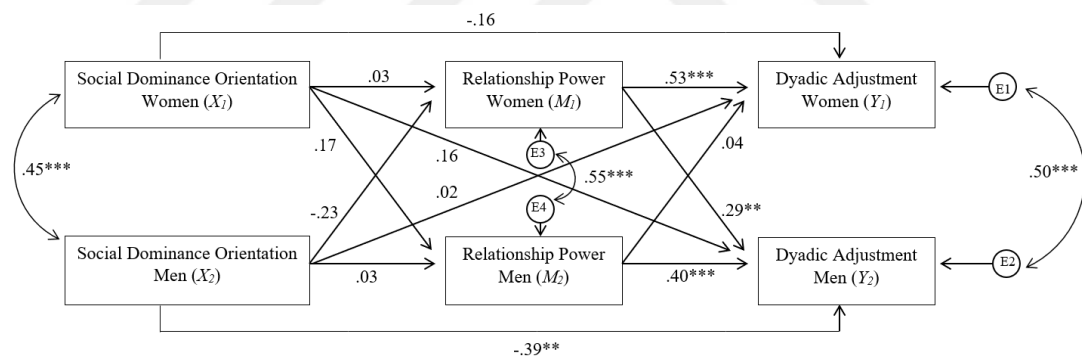 -.16
Social Dominance Orientation
Women (X1)
.03
Relationship Power
Women (M1)
.53***
Dyadic Adjustment
Women (Y1)
E1
.45***
.17
.16
E3
.04
.55***
.50***
.02
-.23
E4
.29**
Social Dominance Orientation
Men (X2)
.03
Relationship Power
Men (M2)
.40***
Dyadic Adjustment
Men (Y2)
E2
-.39**